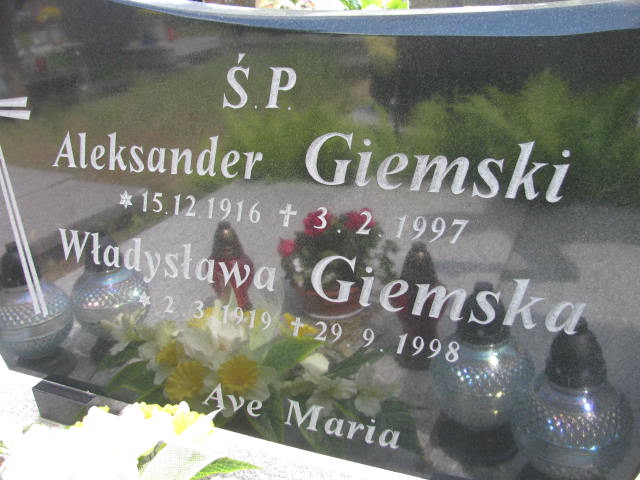 Ś.P.
Aleksander Giemski
* 15.12.1916 ✝ 3.2.1997
Władysława Giemska
* 2.3.1919 ✝ 29.9.1998
Ave Maria